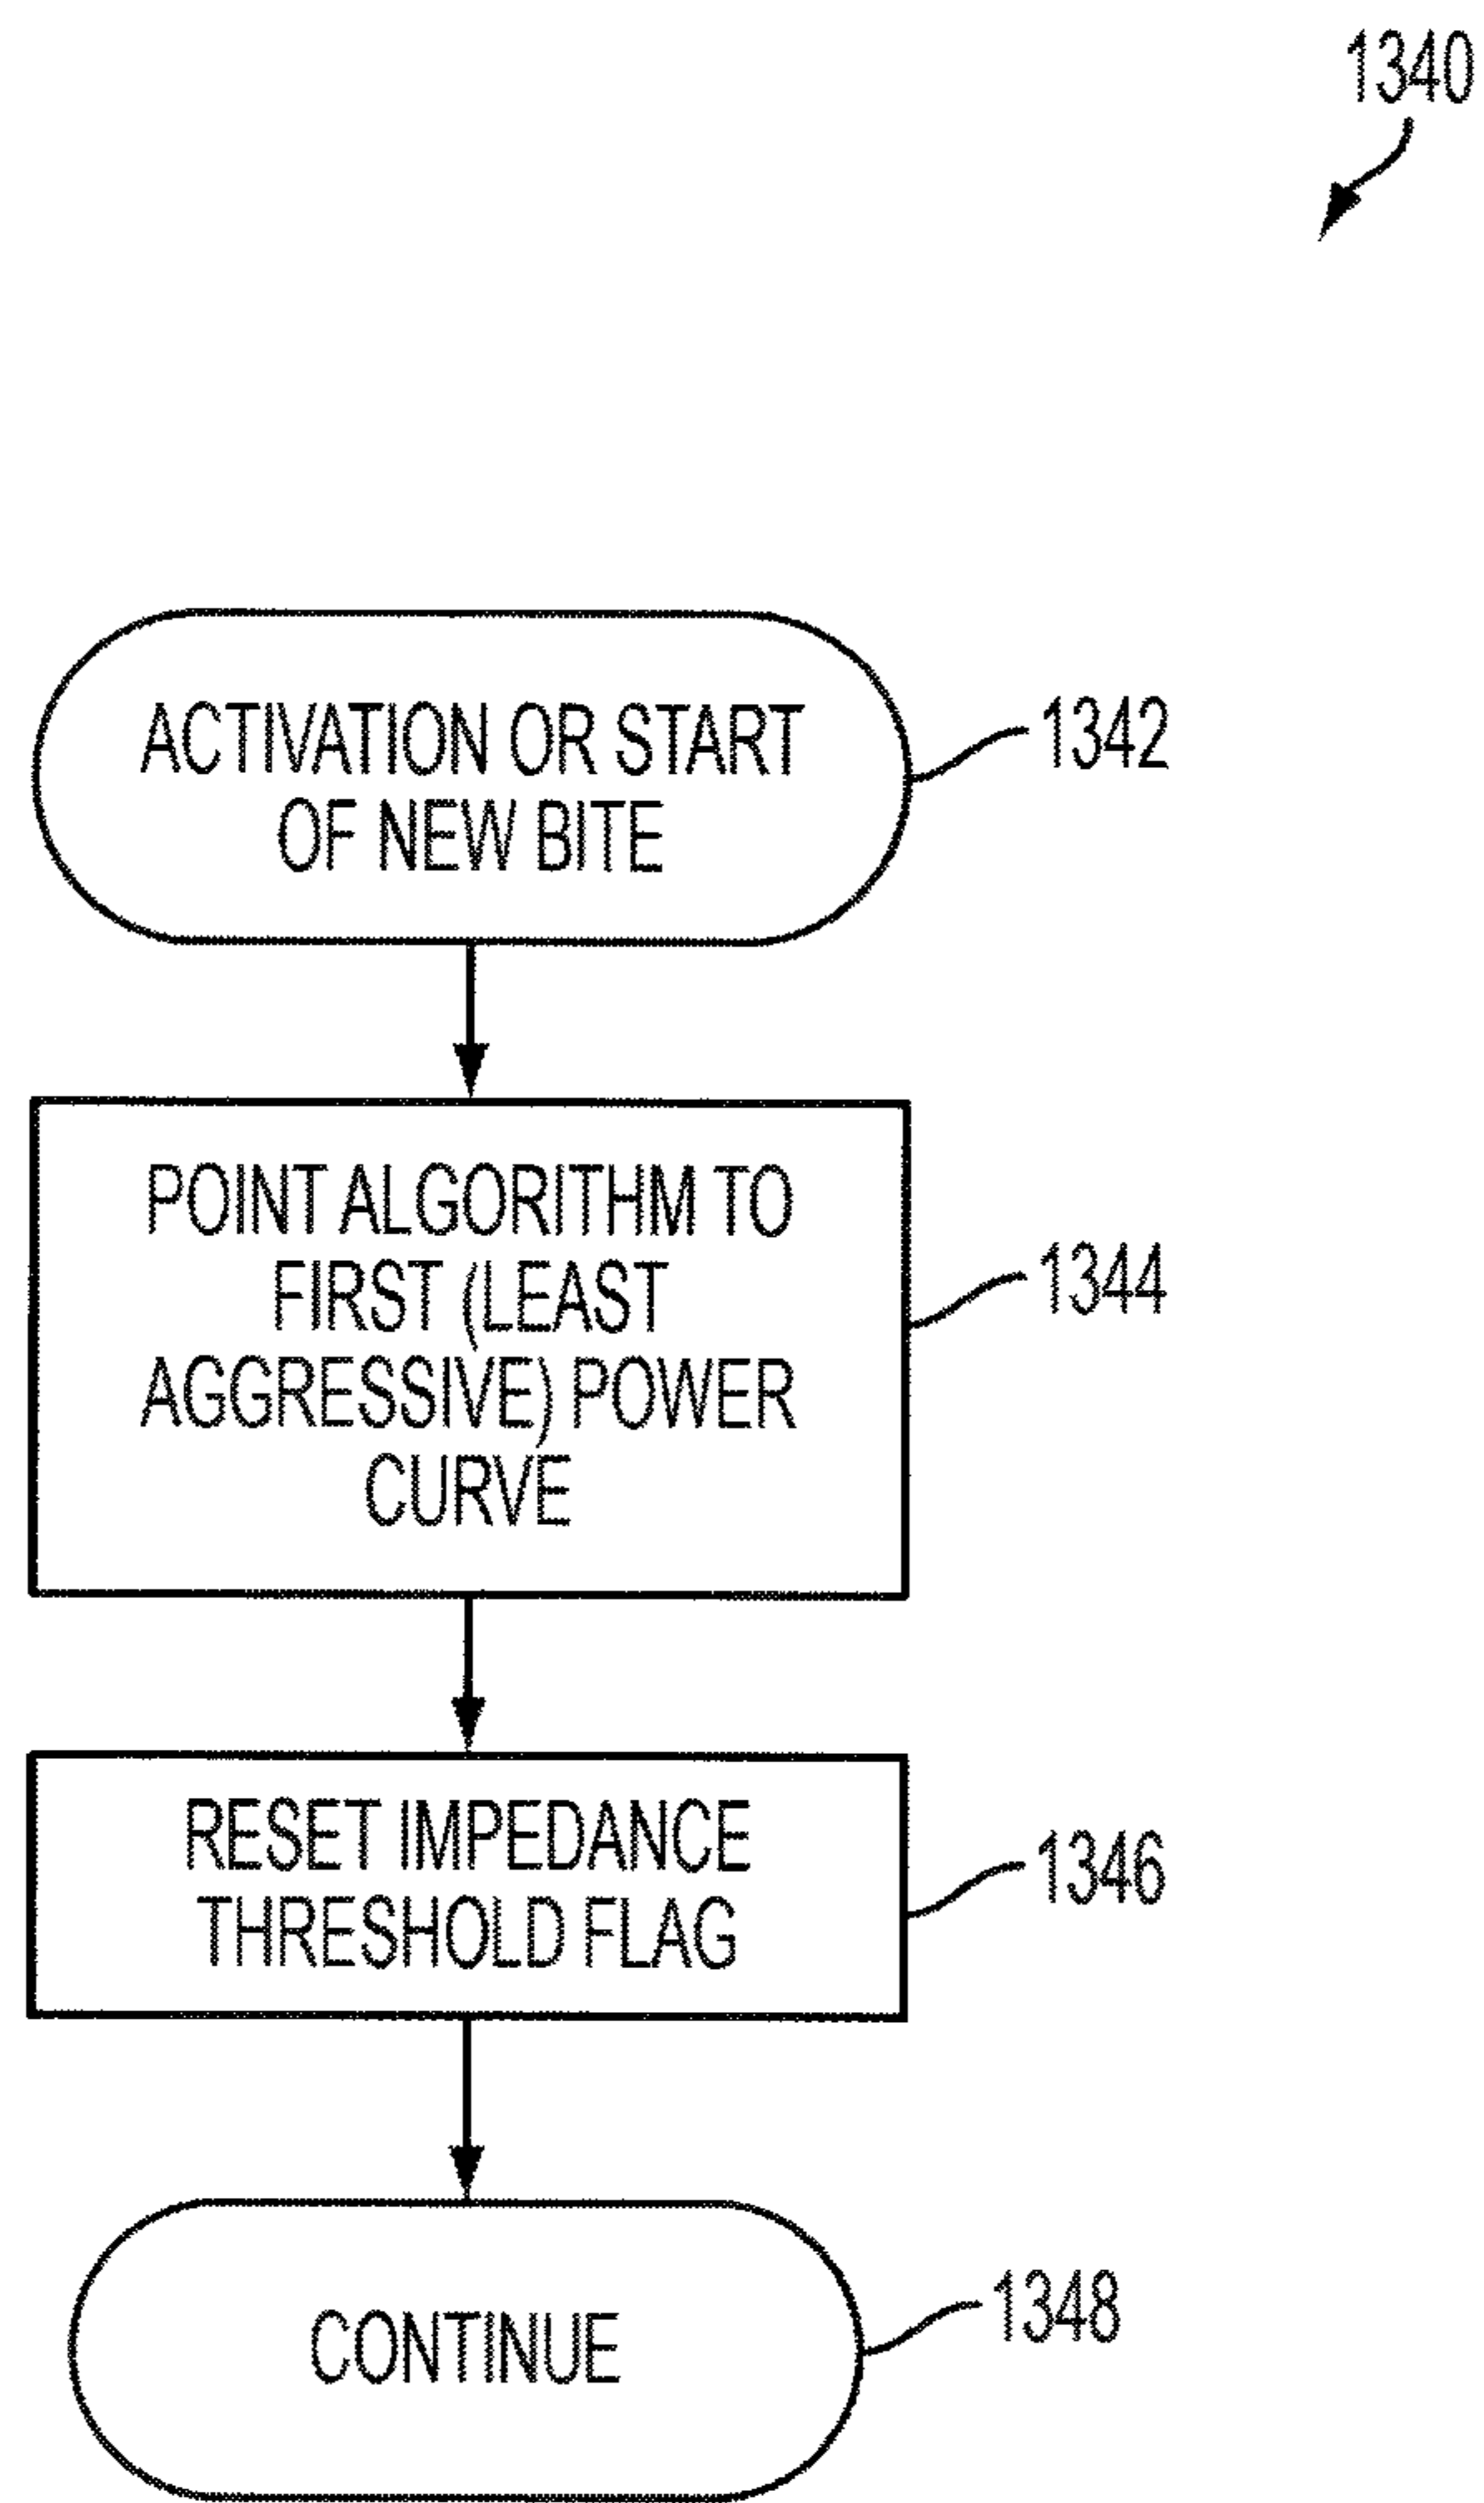 1340
ACTIVATION OR START
OF NEW BITE
1342
POINT ALGORITHM TO
FIRST (LEAST
AGGRESSIVE) POWER
CURVE
1344
RESET IMPEDANCE
THRESHOLD FLAG
1346
CONTINUE
1348